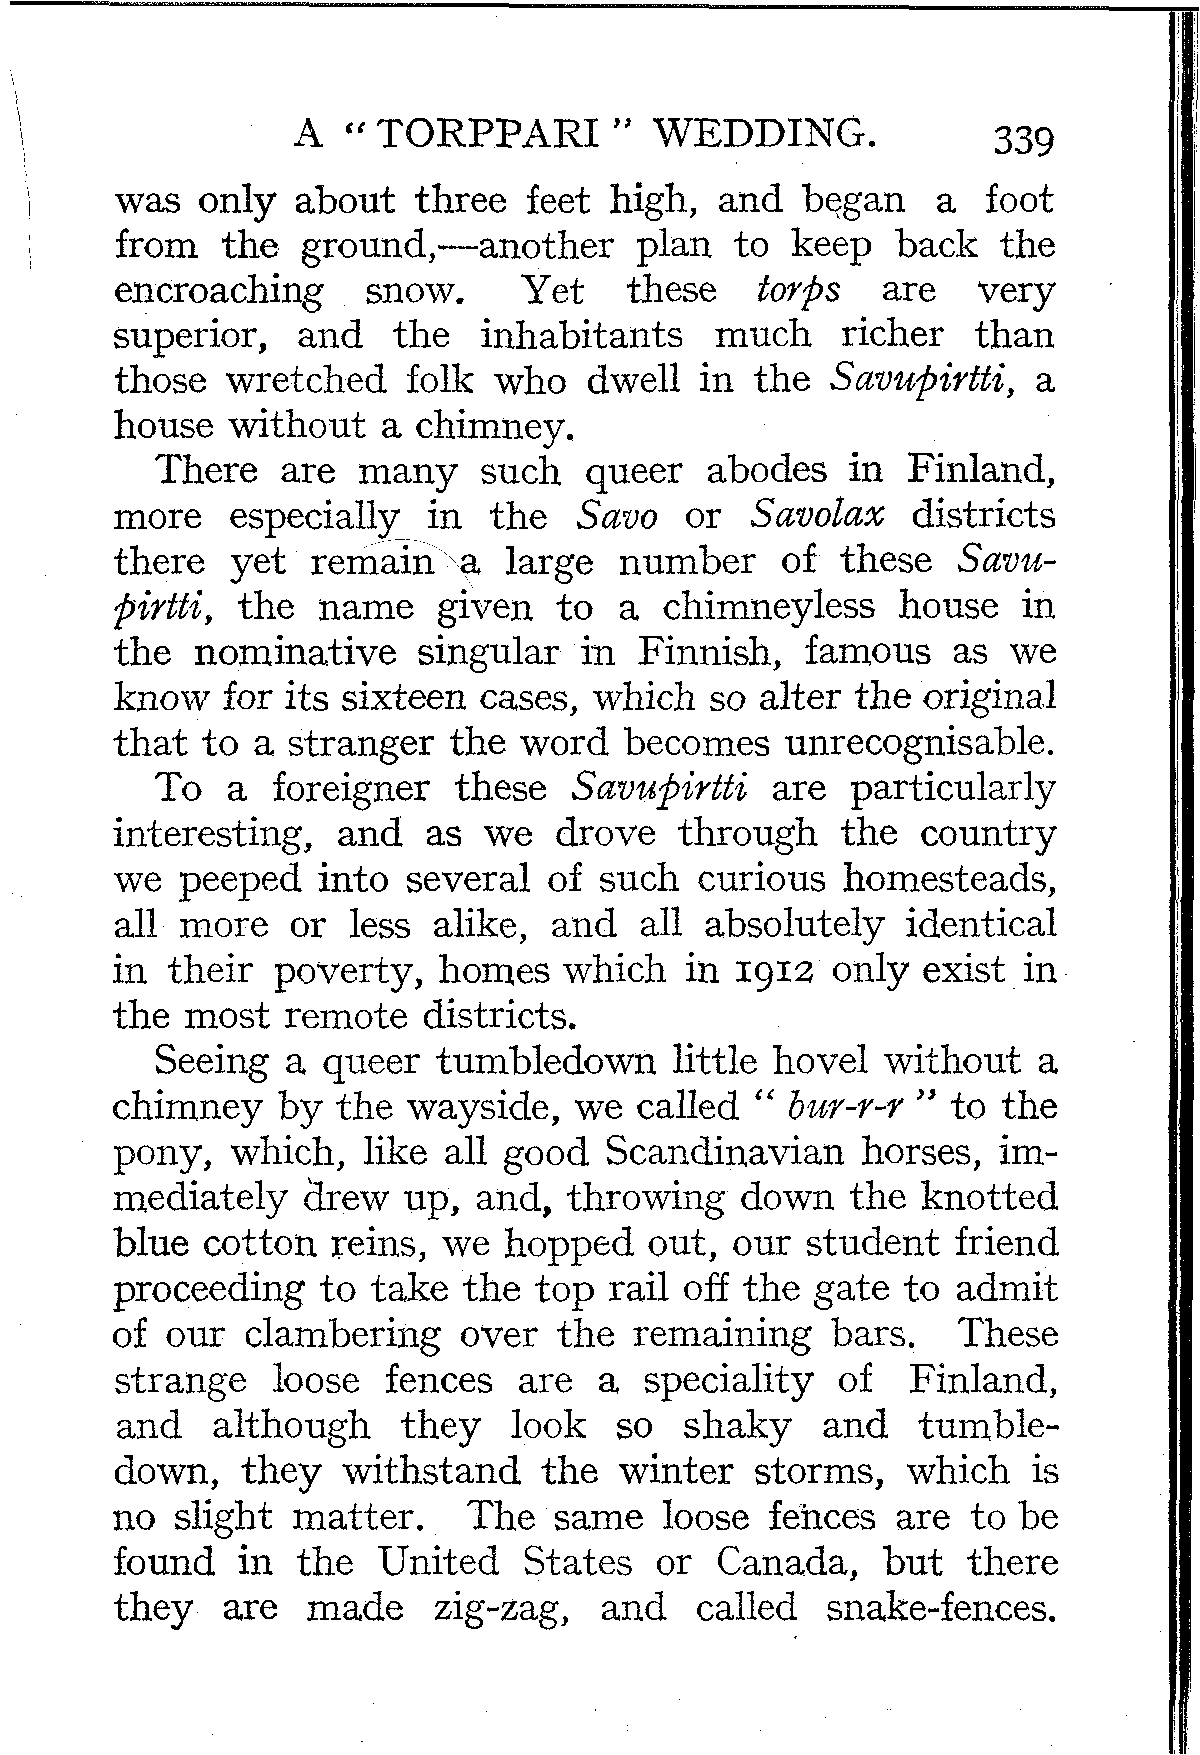 A “ TORPPARI ” WEDDING. 339
was only about three feet high, and began a foot
from the ground,—another plan to keep back the
encroaching snow. Yet these torps are very
superior, and the inhabitants much richer than
those wretched folk who dwell in the Savupirtti, a
house without a chimney.
There are many such queer abodes in Finland,
more especially in the Savo or Savolax districts
there yet remain a large number of these Savu-
pirtti, the name given to a chimneyless house in
the nominative singular in Finnish, famous as we
know for its sixteen cases, which so alter the original
that to a stranger the word becomes unrecognisable.
To a foreigner these Savupirtti are particularly
interesting, and as we drove through the country
we peeped into several of such curious homesteads,
all more or less alike, and all absolutely identical
in their poverty, homes which in 1912 only exist in
the most remote districts.
Seeing a queer tumbledown little hovel without a
chimney by the wayside, we called “ bur-r-r ” to the
pony, which, like all good Scandinavian horses, im-
mediately drew up, and, throwing down the knotted
blue cotton reins, we hopped out, our student friend
proceeding to take the top rail off the gate to admit
of our clambering over the remaining bars. These
strange loose fences are a speciality of Finland,
and although they look so shaky and tumble-
down, they withstand the winter storms, which is
no slight matter. The same loose fences are to be
found in the United States or Canada, but there
they are made zig-zag, and called snake-fences.